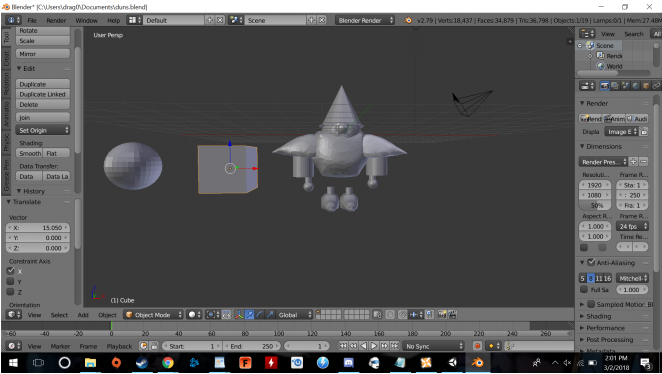 Blender* [C:\Users\drag0\Documents\duns.blend]
File Render Window Help Default Scene Blender Render v2.79 | Verts:18,437 | Faces:34,879 | Tris:36,798 | Objects:1/19 | Lamps:0/1 | Mem:27.48M
Rotate
Scale
Mirror
Edit
Duplicate
Duplicate Linked
Delete
Join
Set Origin
Shading:
Smooth Flat
Data Transfer:
Data Data La
History
Translate
Vector
X: 15.050
Y: 0.000
Z: 0.000
Constraint Axis
X
Y
Z
Orientation
User Persp
(1) Cube
View Search All
Scene
Rende
World
Render
Rend Anim Audi
Displa Image E
Dimensions
Render Pres...
Resoluti... Frame R...
1920 Sta: 1
1080 : 250
50% Fra: 1
Aspect R... Frame R...
1.000 24 fps
1.000 Time Re...
Anti-Aliasing
5 8 11 16 Mitchell-
Full Sa 1.000
Sampled Motion Bl
Shading
Performance
Post Processing
Metadata
View Select Add Object Object Mode Global
-60 -40 -20 0 20 40 60 80 100 120 140 160 180 200 220 240 260
View Marker Frame Playback Start: 1 End: 250 1 No Sync
2:01 PM
3/2/2018